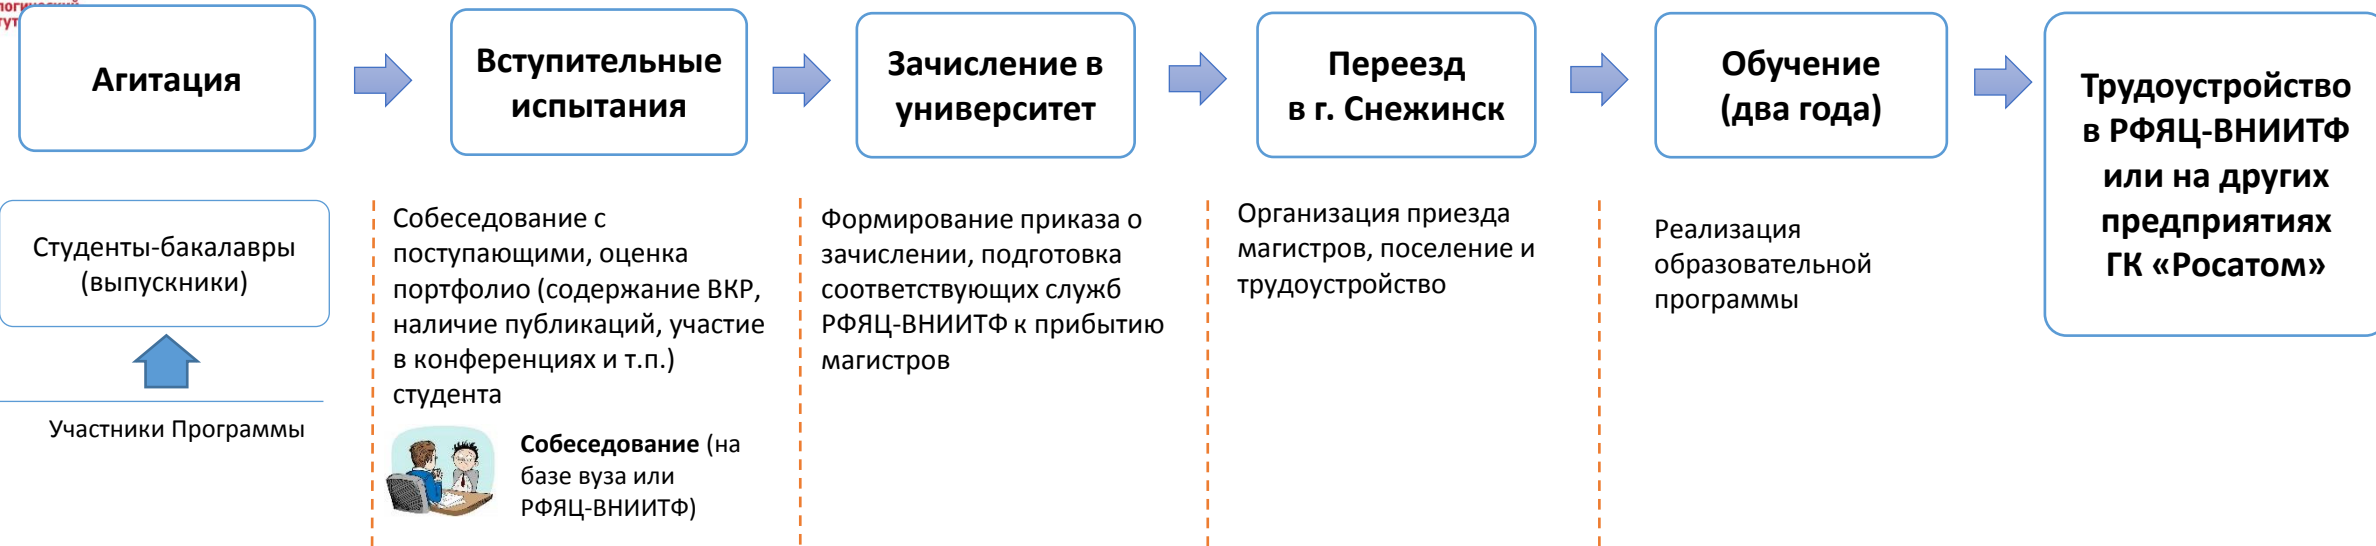 Агитация
Вступительные
испытания
Зачисление в
университет
Переезд
в г. Снежинск
Обучение
(два года)
Трудоустройство
в РФЯЦ-ВНИИТФ
или на других
предприятиях
ГК «Росатом»
Студенты-бакалавры
(выпускники)
Участники Программы
Собеседование с
поступающими, оценка
портфолио (содержание ВКР,
наличие публикаций, участие
в конференциях и т.п.)
студента
Собеседование (на
базе вуза или
РФЯЦ-ВНИИТФ)
Формирование приказа о
зачислении, подготовка
соответствующих служб
РФЯЦ-ВНИИТФ к прибытию
магистров
Организация приезда
магистров, поселение и
трудоустройство
Реализация
образовательной
программы